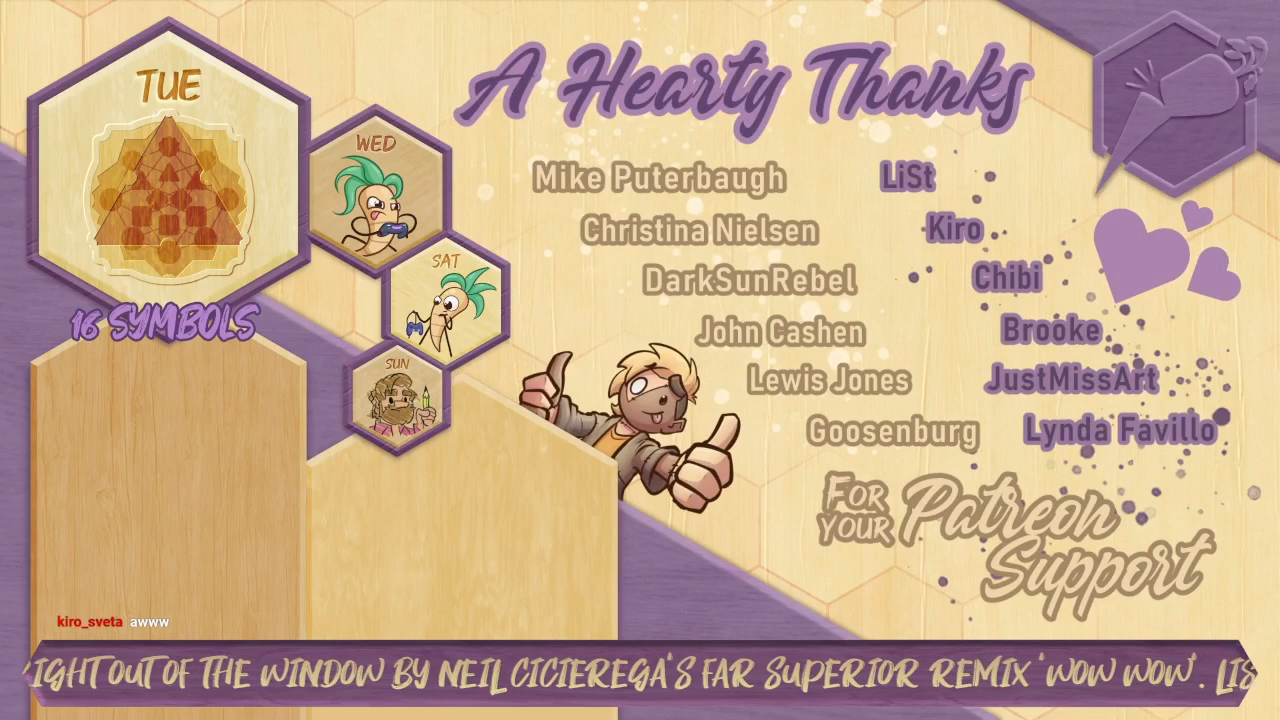 TUE
16 SYMBOLS
WED
SAT
SUN
A Hearty Thanks
Mike Puterbaugh
Christina Nielsen
DarkSunRebel
John Cashen
Lewis Jones
Goosenburg
LiSt
Kiro
Chibi
Brooke
JustMissArt
Lynda Favillo
FOR YOUR
Patreon
Support
kiro_sveta awww
IGHT OUT OF THE WINDOW BY NEIL CICIEREGA'S FAR SUPERIOR REMIX 'WOW WOW'. LIS